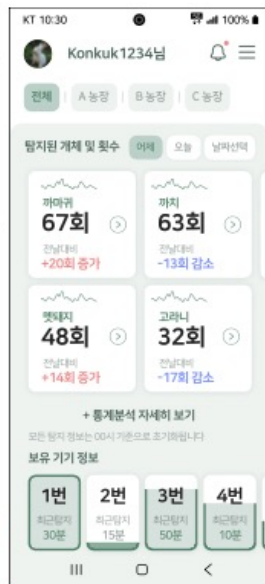 KT 10:30 100%
Konkuk1234님
전체 A 농장 B 농장 C 농장
탐지된 개체 및 횟수 어제 오늘 날짜선택
까마귀 까치
67회 63회
전날대비 전날대비
+20회 증가 -13회 감소
멧돼지 고라니
48회 32회
전날대비 전날대비
+14회 증가 -17회 감소
+ 통계분석 자세히 보기
모든 탐지 정보는 00시 기준으로 초기화됩니다
보유 기기 정보
1번 2번 3번 4번
최근탐지 최근탐지 최근탐지 최근탐지
30분 15분 50분 10분